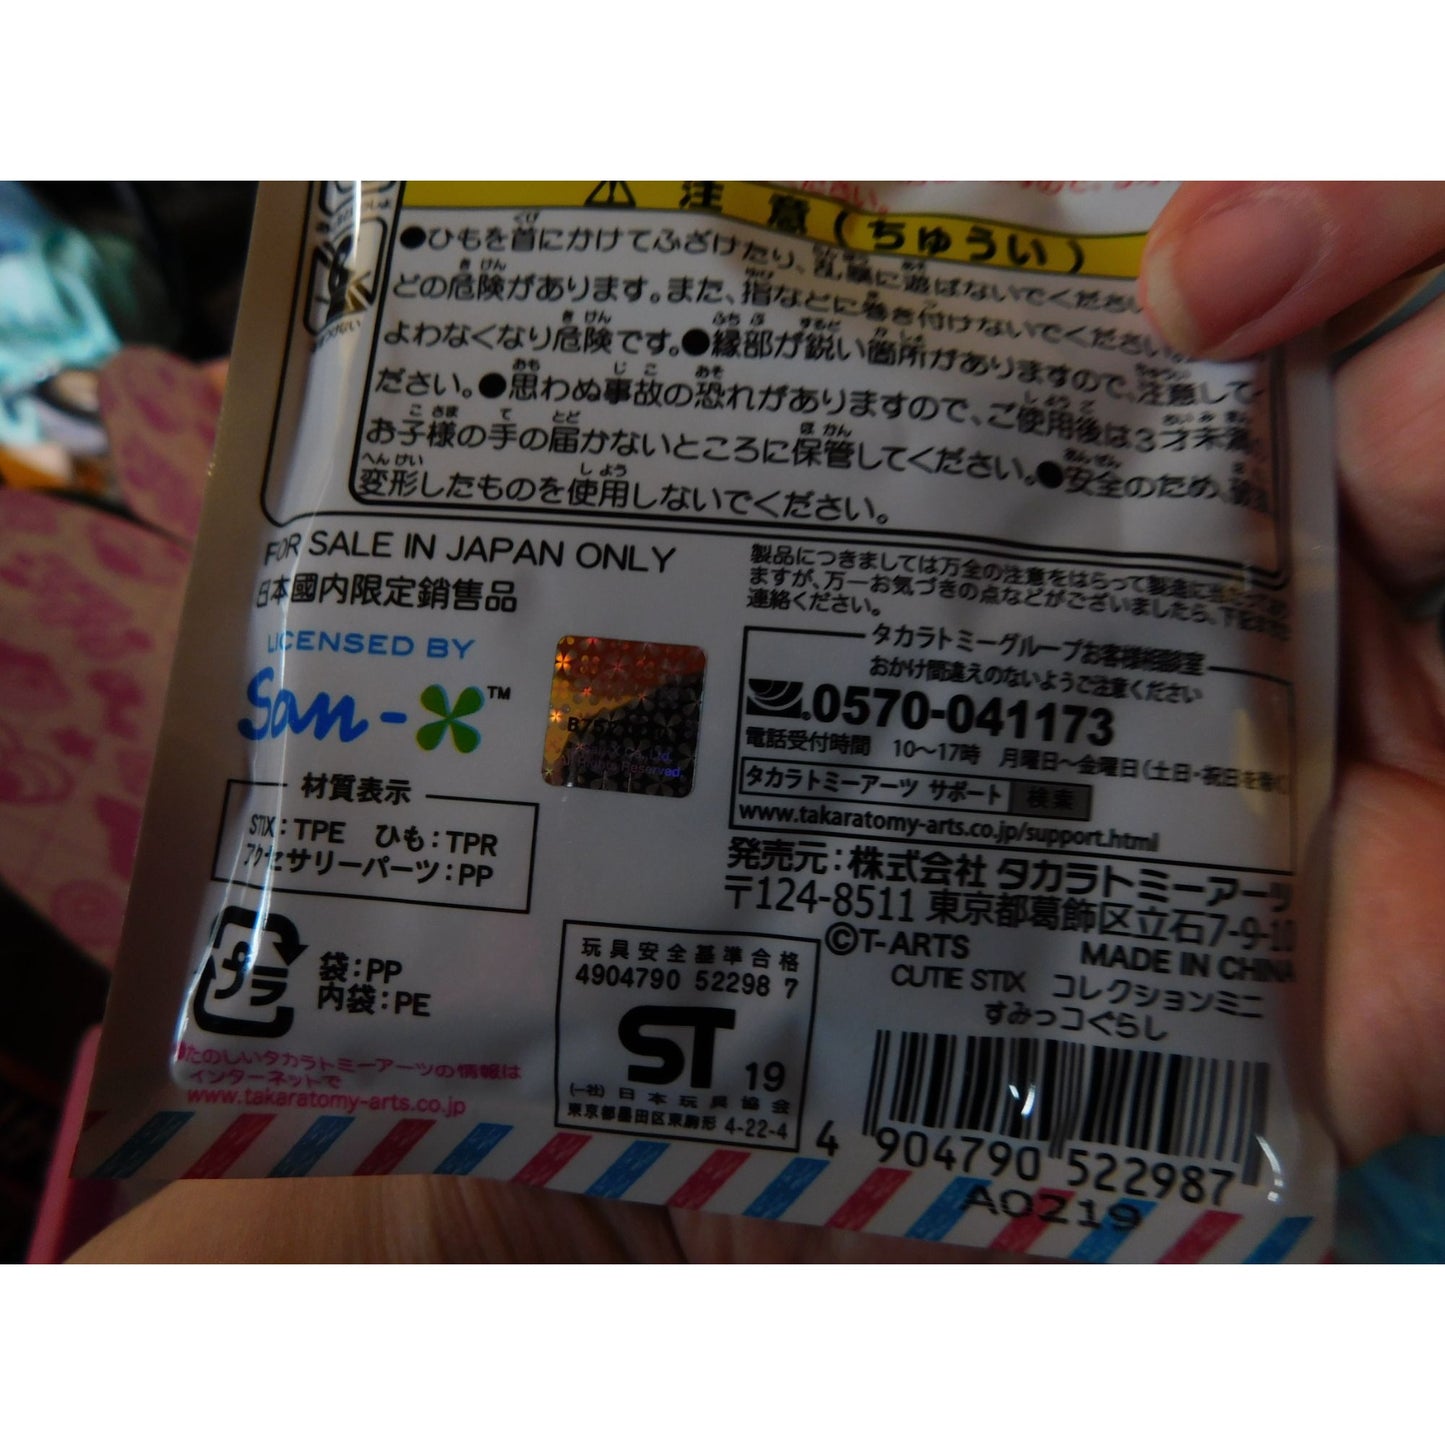 注意(ちゅうい)
●ひもを首にかけてふざけたり、乱暴に遊ばないでください
どの危険があります。また、指などに巻き付けないでください。
よわなくなり危険です。●縁部が鋭い箇所がありますので、注意して
ださい。●思わぬ事故の恐れがありますので、ご使用後は3才未満
お子様の手の届かないところに保管してください。●安全のため、
変形したものを使用しないでください。
FOR SALE IN JAPAN ONLY
日本國内限定銷售品
LICENSED BY
San-X™
材質表示
STIX:TPE ひも:TPR
アクセサリーパーツ:PP
プラ
袋:PP
内袋:PE
たのしいタカラトミーアーツの情報は
インターネットで
www.takaratomy-arts.co.jp
玩具安全基準合格
4904790 52298 7
ST 19
(一社) 日本玩具協会
東京都墨田区東駒形 4-22-4
製品につきましては万全の注意をはらって製造に
ますが、万一お気づきの点などがございましたら、下記
連絡ください。
タカラトミーグループお客様相談室
おかけ間違えのないようご注意ください
0570-041173
電話受付時間 10〜17時 月曜日〜金曜日(土日・祝日を除く)
タカラトミーアーツ サポート 検索
www.takaratomy-arts.co.jp/support.html
発売元:株式会社 タカラトミーアーツ
〒124-8511 東京都葛飾区立石7-9-10
©T-ARTS MADE IN CHINA
CUTIE STIX コレクションミニ
すみっコぐらし
4 904790 522987
A0219